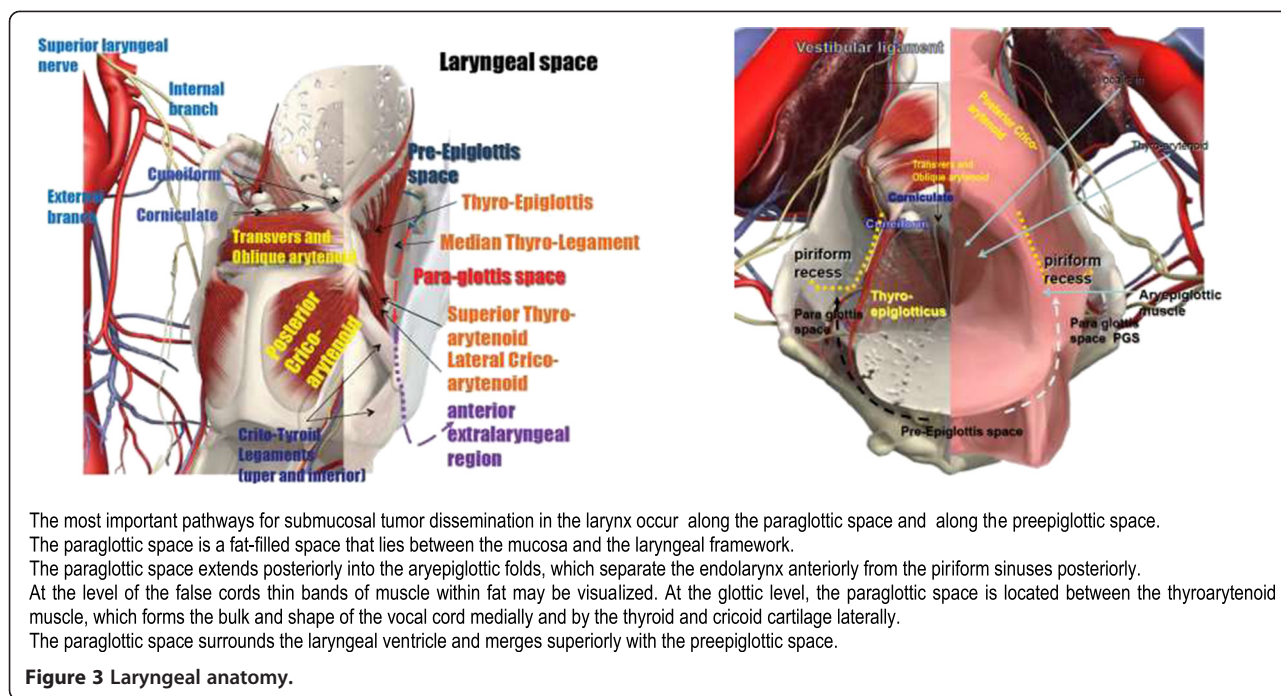 Laryngeal space
Superior laryngeal
nerve
Internal
branch
Cuneiform
External
branch
Corniculate
Transvers and
Oblique arytenoid
Posterior
Crico-
arytenoid
Crito-Tyroid
Legaments
(uper and inferior)
Pre-Epiglottis
space
Thyro-Epiglottis
Median Thyro-Legament
Para-glottis space
Superior Thyro-
arytenoid
Lateral Crico-
arytenoid
anterior
extralaryngeal
region
Vestibular ligament
Posterior Crico-
arytenoid
Thyroarytenoid
Transvers and
Oblique arytenoid
Corniculate
Cuneiform
piriform
recess
piriform
recess
Thyro-
epiglotticus
Aryepiglottic
muscle
Para glottis
space
Para glottis
space PGS
Pre-Epiglottis space
The most important pathways for submucosal tumor dissemination in the larynx occur along the paraglottic space and along the preepiglottic space.
The paraglottic space is a fat-filled space that lies between the mucosa and the laryngeal framework.
The paraglottic space extends posteriorly into the aryepiglottic folds, which separate the endolarynx anteriorly from the piriform sinuses posteriorly.
At the level of the false cords thin bands of muscle within fat may be visualized. At the glottic level, the paraglottic space is located between the thyroarytenoid
muscle, which forms the bulk and shape of the vocal cord medially and by the thyroid and cricoid cartilage laterally.
The paraglottic space surrounds the laryngeal ventricle and merges superiorly with the preepiglottic space.
Figure 3 Laryngeal anatomy.